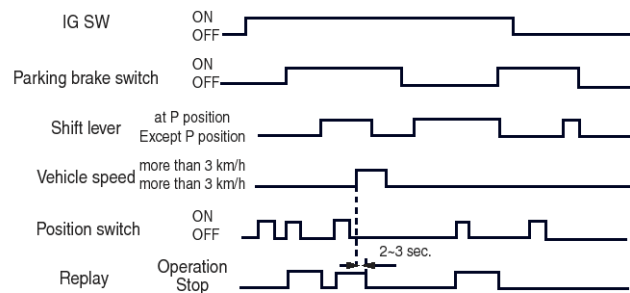 IG SW ON
OFF
Parking brake switch ON
OFF
Shift lever at P position
Except P position
Vehicle speed more than 3 km/h
more than 3 km/h
Position switch ON
OFF
2~3 sec.
Replay Operation
Stop